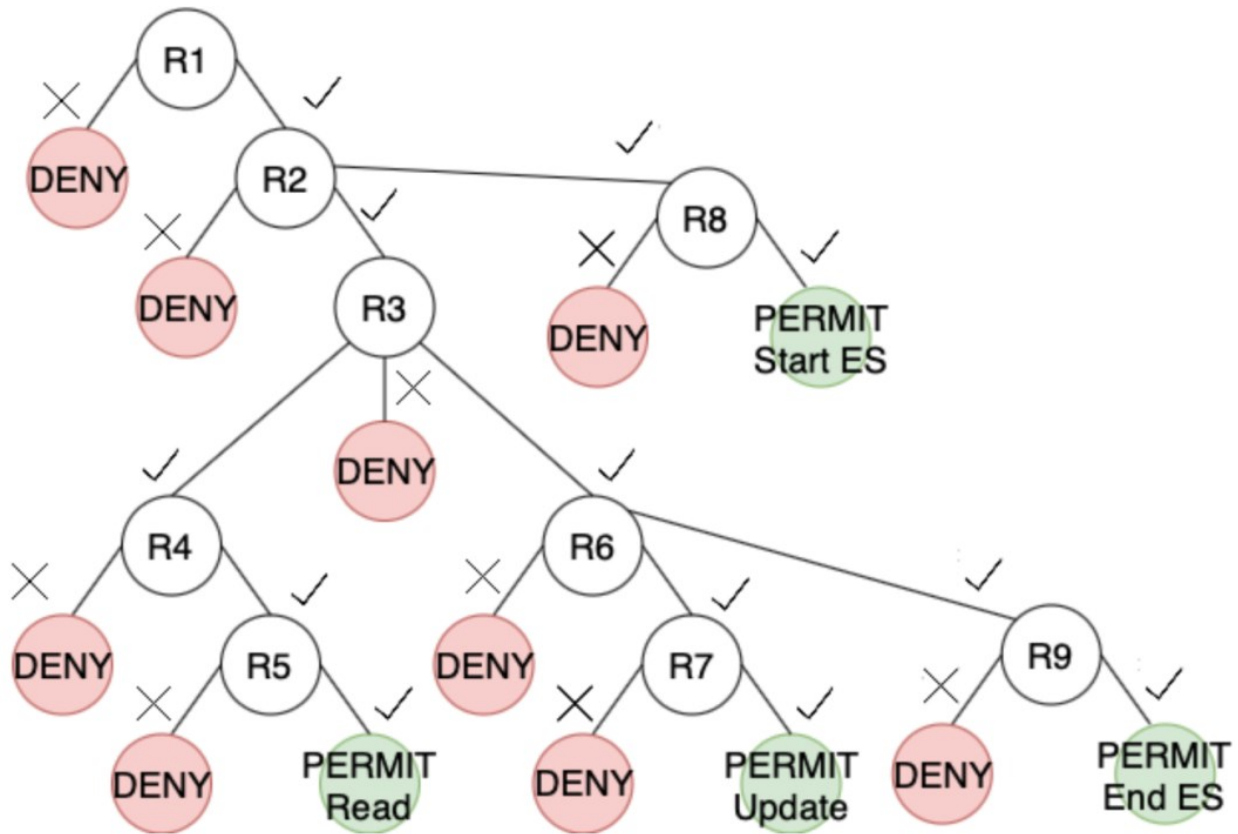 R1
DENY
R2
R8
DENY
R3
DENY
PERMIT
Start ES
DENY
R4
R6
DENY
R5
DENY
R7
R9
DENY
PERMIT
Read
DENY
PERMIT
Update
DENY
PERMIT
End ES